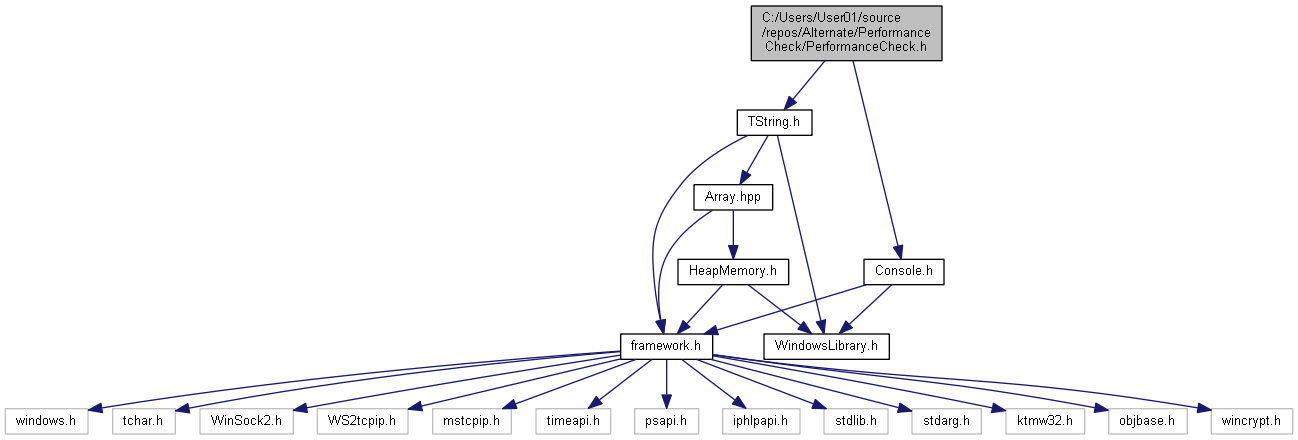 C:/Users/User01/source
/repos/Alternate/Performance
Check/PerformanceCheck.h
TString.h
Array.hpp
HeapMemory.h
Console.h
framework.h
WindowsLibrary.h
windows.h
tchar.h
WinSock2.h
WS2tcpip.h
mstcpip.h
timeapi.h
psapi.h
iphlpapi.h
stdlib.h
stdarg.h
ktmw32.h
objbase.h
wincrypt.h